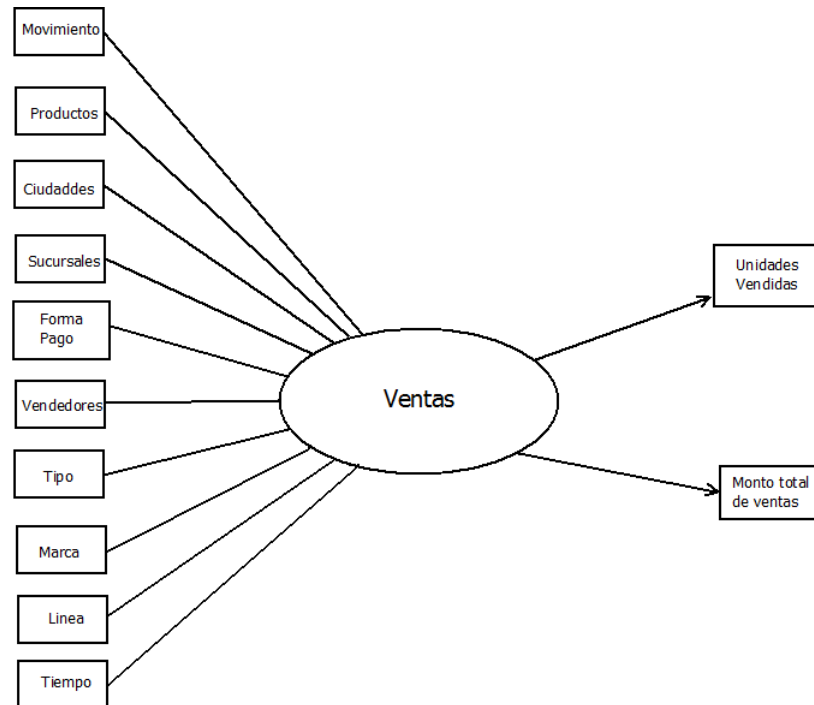 Movimiento
Productos
Ciudaddes
Sucursales
Forma
Pago
Vendedores
Tipo
Marca
Linea
Tiempo
Ventas
Unidades
Vendidas
Monto total
de ventas